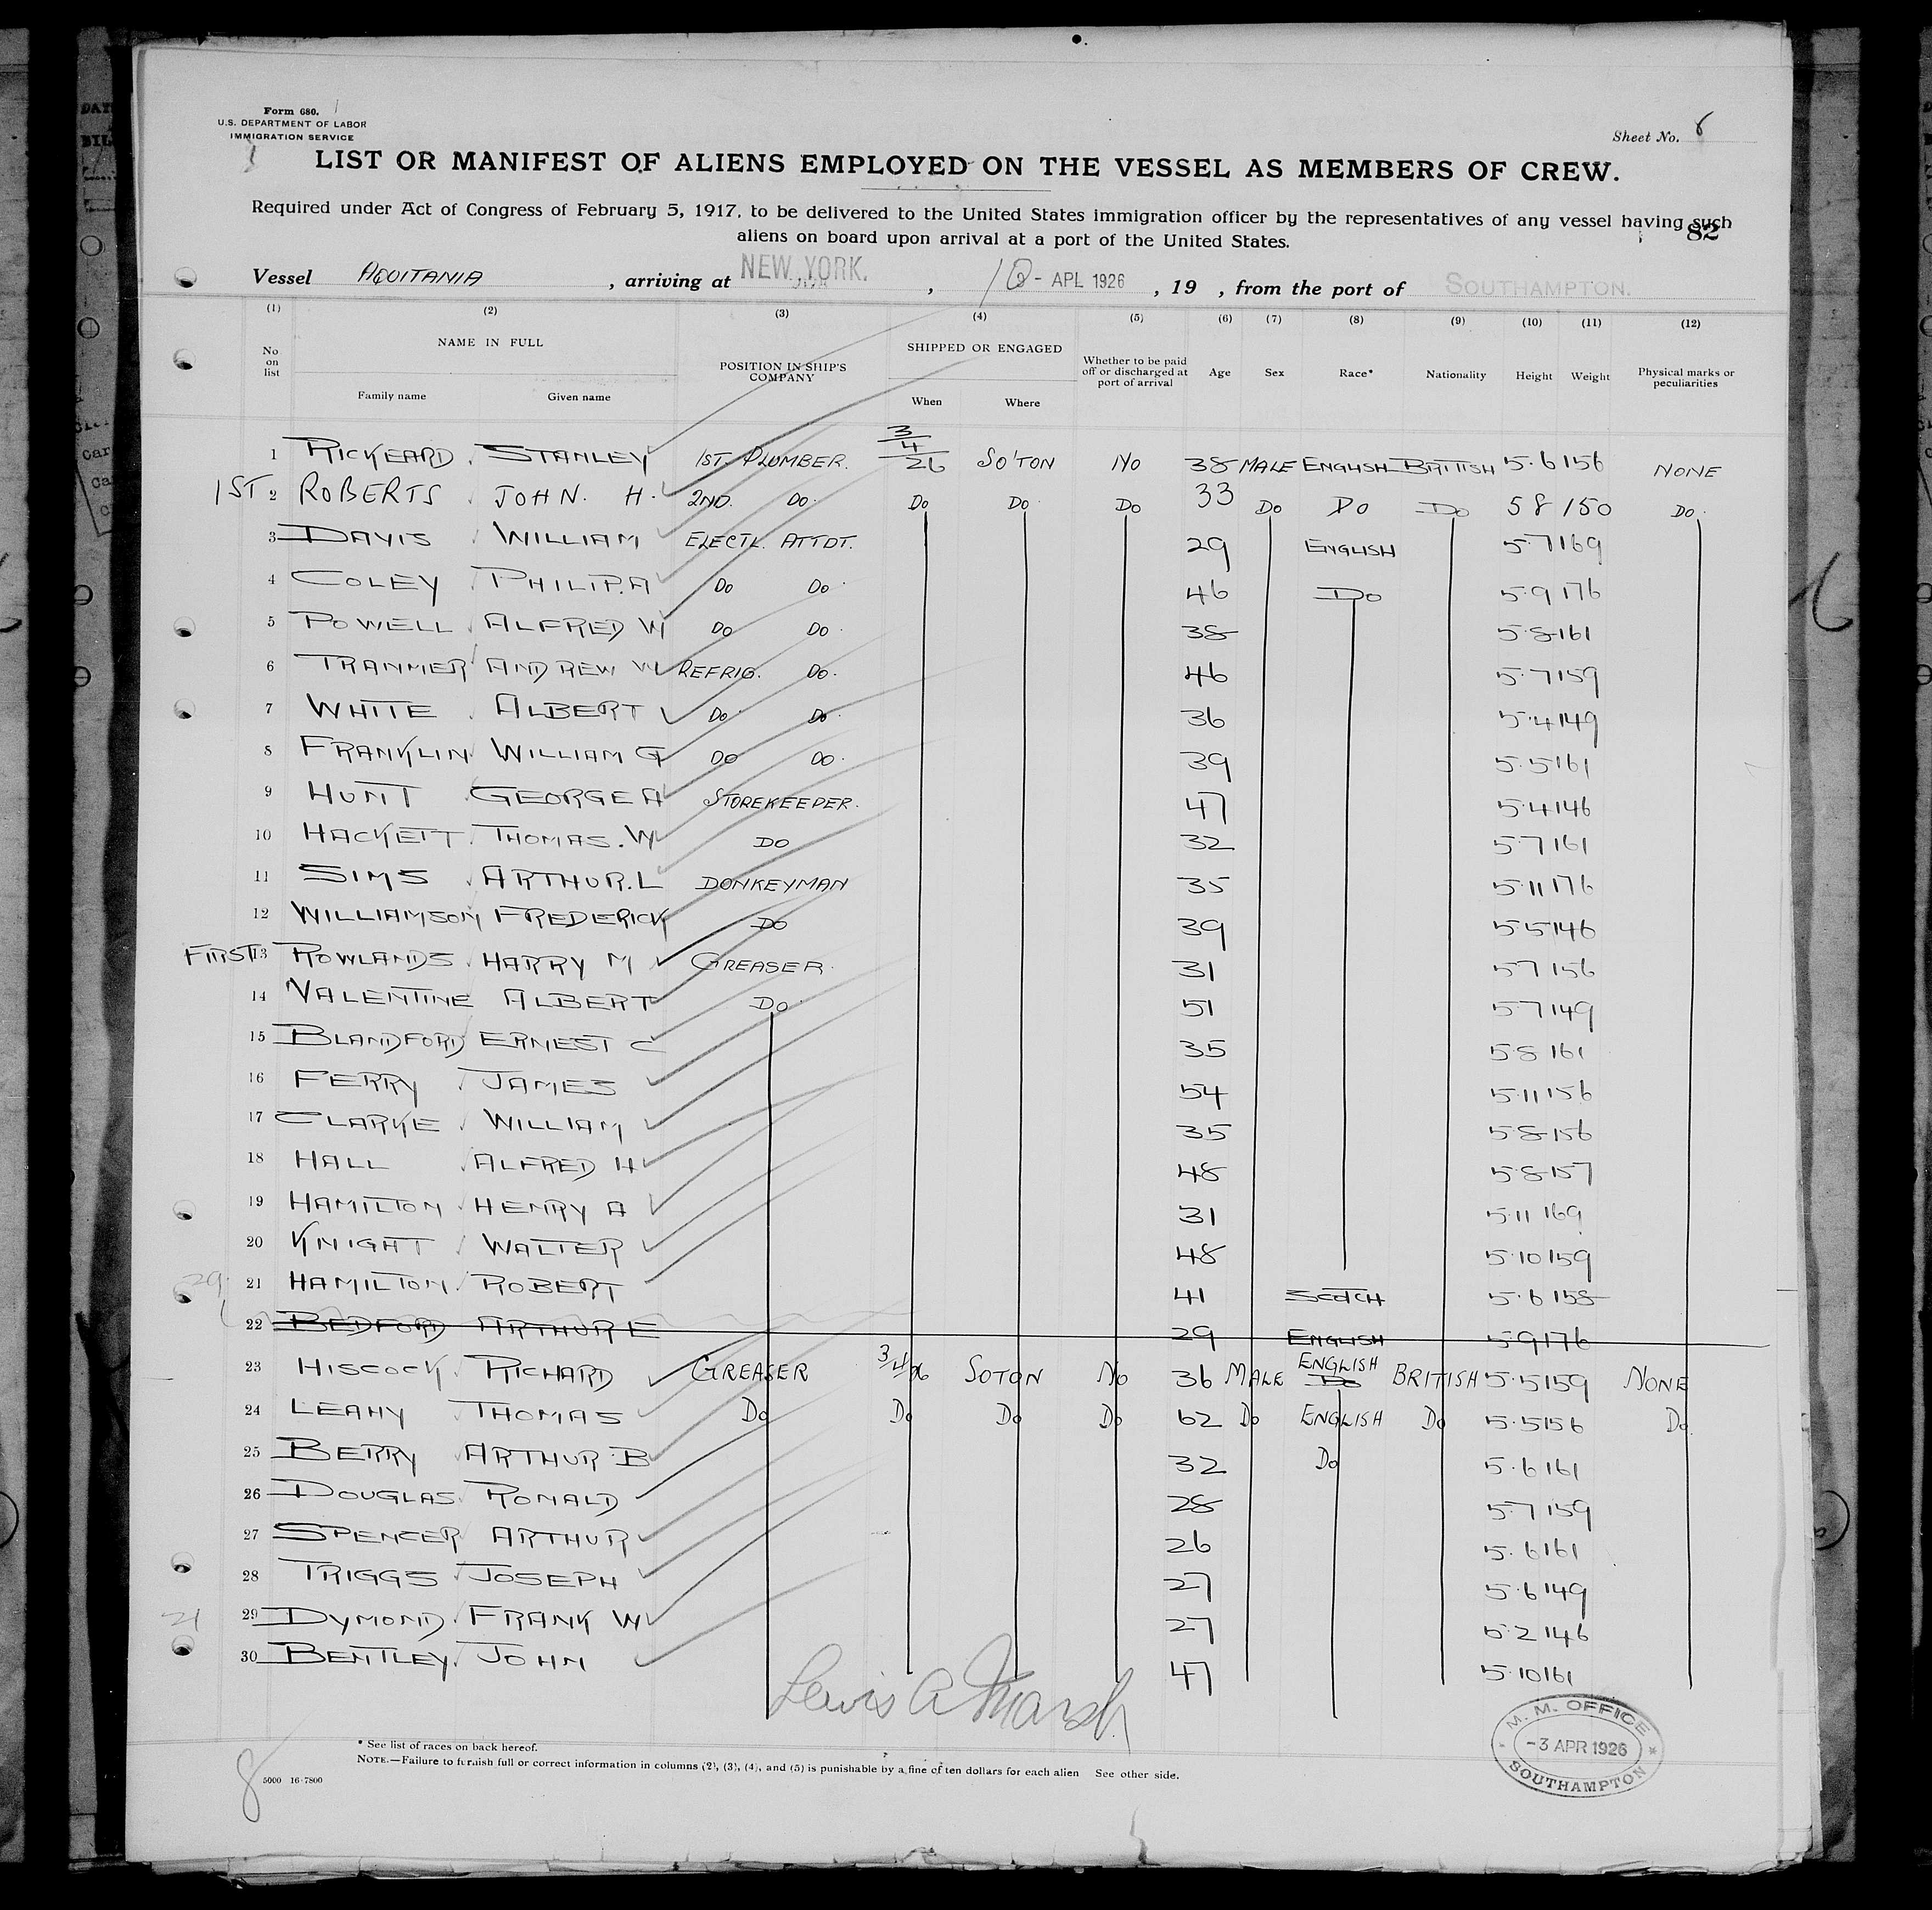 Form 680.
U.S. DEPARTMENT OF LABOR
IMMIGRATION SERVICE
Sheet No. 8
LIST OR MANIFEST OF ALIENS EMPLOYED ON THE VESSEL AS MEMBERS OF CREW.
Required under Act of Congress of February 5, 1917, to be delivered to the United States immigration officer by the representatives of any vessel having such
aliens on board upon arrival at a port of the United States.
82
Vessel AQUITANIA , arriving at NEW YORK. , 10 - APL 1926 , 19 , from the port of SOUTHAMPTON.
(1) (2) (3) (4) (5) (6) (7) (8) (9) (10) (11) (12)
No on list NAME IN FULL Family name Given name POSITION IN SHIP'S COMPANY SHIPPED OR ENGAGED When Where Whether to be paid off or discharged at port of arrival Age Sex Race* Nationality Height Weight Physical marks or peculiarities
1 RICKEARD. STANLEY 1ST. PLUMBER. 3/4/26 SO'TON NO 38 MALE ENGLISH BRITISH 5.6 156 NONE
1ST 2 ROBERTS JOHN. H. 2ND. DO. DO DO. DO 33 DO DO DO 5 8 150 DO.
3 DAVIS WILLIAM ELECTL. ATTDT. 29 ENGLISH 5.7 169
4 COLEY PHILIP.A DO DO. 46 DO 5.9 176
5 POWELL ALFRED W DO DO. 38 5.8 161
6 TRANMER ANDREW W REFRIG. DO. 46 5.7 159
7 WHITE ALBERT DO DO. 36 5.4 149
8 FRANKLIN WILLIAM G DO DO. 39 5.5 161
9 HUNT GEORGE A STOREKEEPER. 47 5.4 146
10 HACKETT THOMAS.W DO 32 5.7 161
11 SIMS ARTHUR.L DONKEYMAN 35 5.11 176
12 WILLIAMSON FREDERICK DO 39 5.5 146
FIRST 13 ROWLANDS HARRY M GREASER. 31 5 7 156
14 VALENTINE ALBERT DO. 51 5.7 149
15 BLANDFORD ERNEST C 35 5.8 161
16 FERRY JAMES 54 5.11 156
17 CLARKE WILLIAM 35 5.8 156
18 HALL ALFRED H 48 5.8 157
19 HAMILTON HENRY A 31 5.11 169
20 KNIGHT WALTER 48 5.10 159
29 21 HAMILTON ROBERT 41 SCOTCH 5.6 158
22 BEDFORD ARTHUR E 29 ENGLISH 5.9 176
23 HISCOCK RICHARD GREASER 3/4/26 SOTON NO 36 MALE DO ENGLISH BRITISH 5.5 159 NONE
24 LEAHY THOMAS DO DO DO DO 62 DO ENGLISH DO 5.5 156 DO.
25 BERRY ARTHUR.B 32 DO 5.6 161
26 DOUGLAS RONALD 28 5.7 159
27 SPENCER ARTHUR 26 5.6 161
28 TRIGGS JOSEPH 27 5.6 149
21 29 DYMOND. FRANK W 27 5.2 146
30 BENTLEY. JOHN 47 5.10 161
Lewis A Marsh
* See list of races on back hereof.
NOTE.—Failure to furnish full or correct information in columns (2), (3), (4), and (5) is punishable by a fine of ten dollars for each alien See other side.
5000 16-7800
8
M. M. OFFICE
-3 APR 1926
SOUTHAMPTON